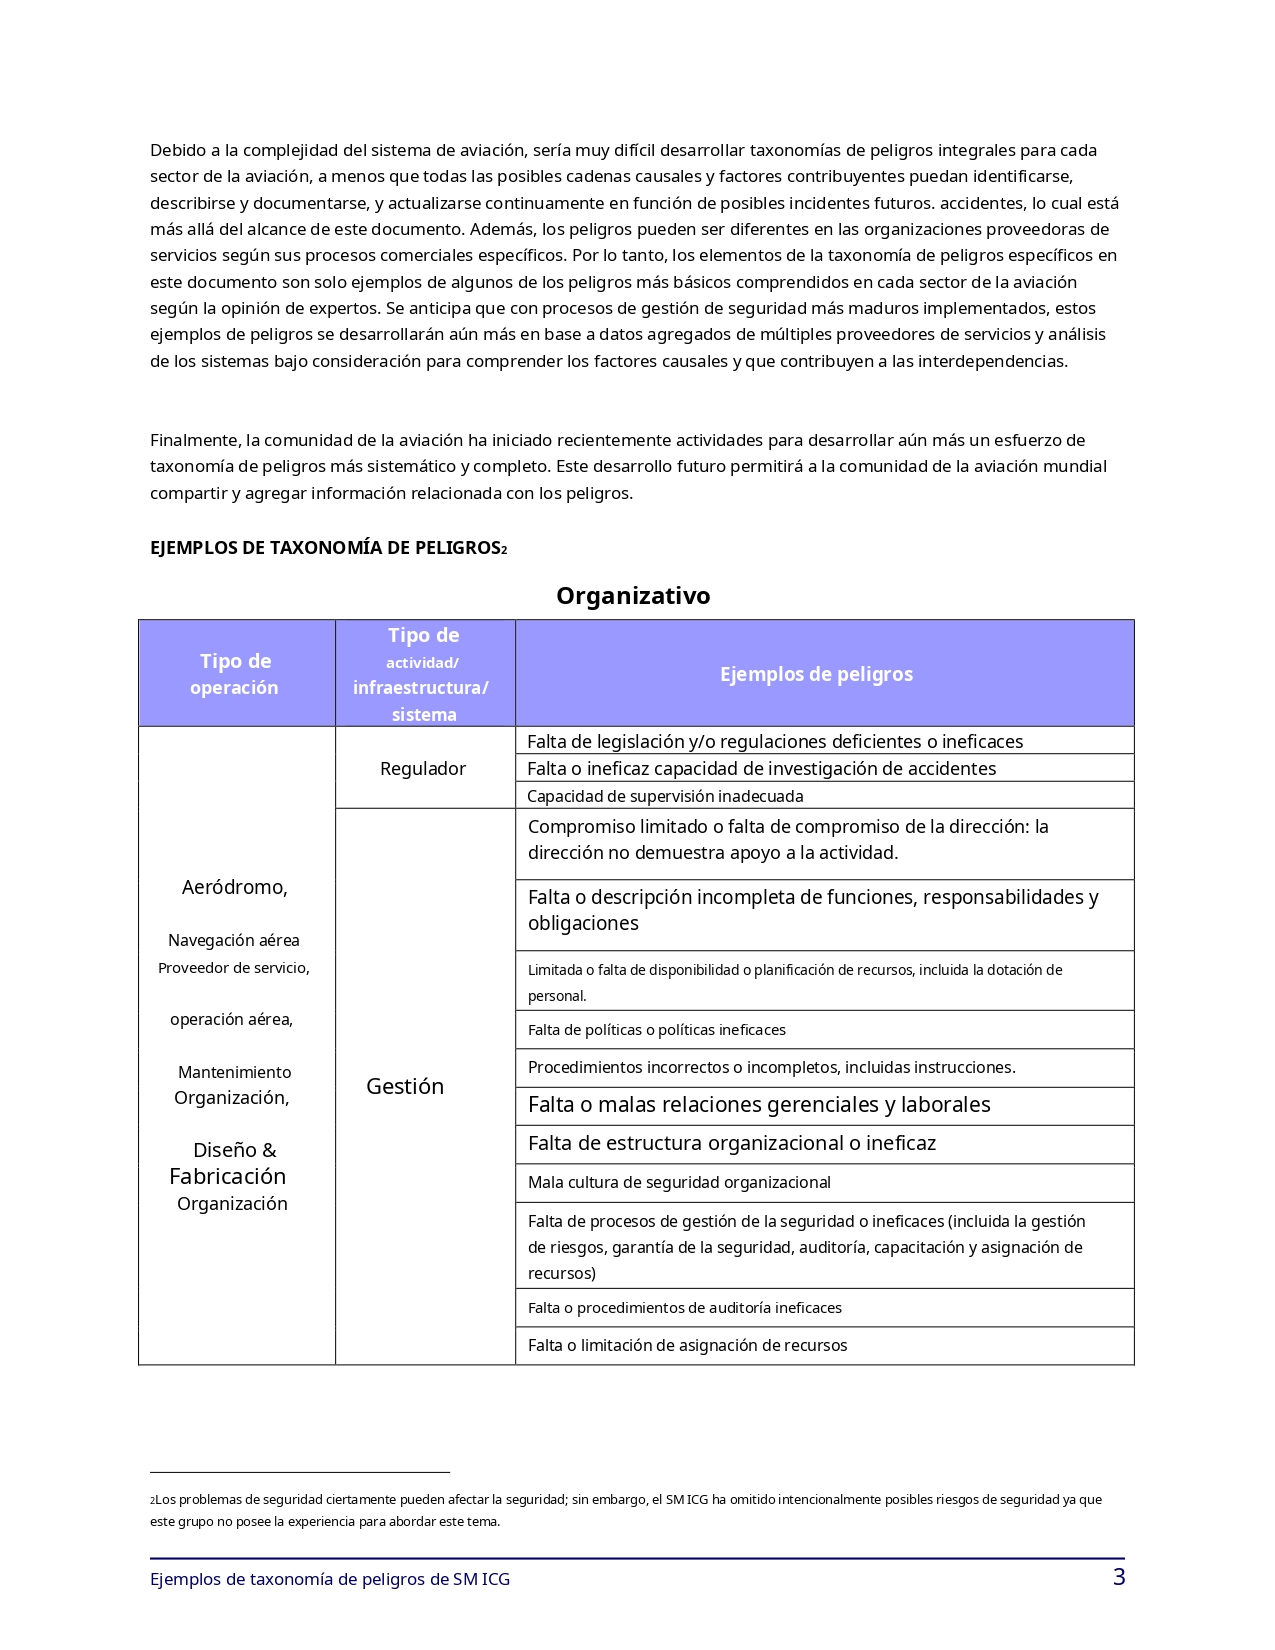 Debido a la complejidad del sistema de aviación, sería muy difícil desarrollar taxonomías de peligros integrales para cada
sector de la aviación, a menos que todas las posibles cadenas causales y factores contribuyentes puedan identificarse,
describirse y documentarse, y actualizarse continuamente en función de posibles incidentes futuros. accidentes, lo cual está
más allá del alcance de este documento. Además, los peligros pueden ser diferentes en las organizaciones proveedoras de
servicios según sus procesos comerciales específicos. Por lo tanto, los elementos de la taxonomía de peligros específicos en
este documento son solo ejemplos de algunos de los peligros más básicos comprendidos en cada sector de la aviación
según la opinión de expertos. Se anticipa que con procesos de gestión de seguridad más maduros implementados, estos
ejemplos de peligros se desarrollarán aún más en base a datos agregados de múltiples proveedores de servicios y análisis
de los sistemas bajo consideración para comprender los factores causales y que contribuyen a las interdependencias.
Finalmente, la comunidad de la aviación ha iniciado recientemente actividades para desarrollar aún más un esfuerzo de
taxonomía de peligros más sistemático y completo. Este desarrollo futuro permitirá a la comunidad de la aviación mundial
compartir y agregar información relacionada con los peligros.
EJEMPLOS DE TAXONOMÍA DE PELIGROS2
Organizativo
Tipo de
operación
Tipo de
actividad/
infraestructura/
sistema
Ejemplos de peligros
Aeródromo,
Navegación aérea
Proveedor de servicio,
operación aérea,
Mantenimiento
Organización,
Diseño &
Fabricación
Organización
Regulador
Falta de legislación y/o regulaciones deficientes o ineficaces
Falta o ineficaz capacidad de investigación de accidentes
Capacidad de supervisión inadecuada
Gestión
Compromiso limitado o falta de compromiso de la dirección: la
dirección no demuestra apoyo a la actividad.
Falta o descripción incompleta de funciones, responsabilidades y
obligaciones
Limitada o falta de disponibilidad o planificación de recursos, incluida la dotación de
personal.
Falta de políticas o políticas ineficaces
Procedimientos incorrectos o incompletos, incluidas instrucciones.
Falta o malas relaciones gerenciales y laborales
Falta de estructura organizacional o ineficaz
Mala cultura de seguridad organizacional
Falta de procesos de gestión de la seguridad o ineficaces (incluida la gestión
de riesgos, garantía de la seguridad, auditoría, capacitación y asignación de
recursos)
Falta o procedimientos de auditoría ineficaces
Falta o limitación de asignación de recursos
2Los problemas de seguridad ciertamente pueden afectar la seguridad; sin embargo, el SM ICG ha omitido intencionalmente posibles riesgos de seguridad ya que
este grupo no posee la experiencia para abordar este tema.
Ejemplos de taxonomía de peligros de SM ICG
3